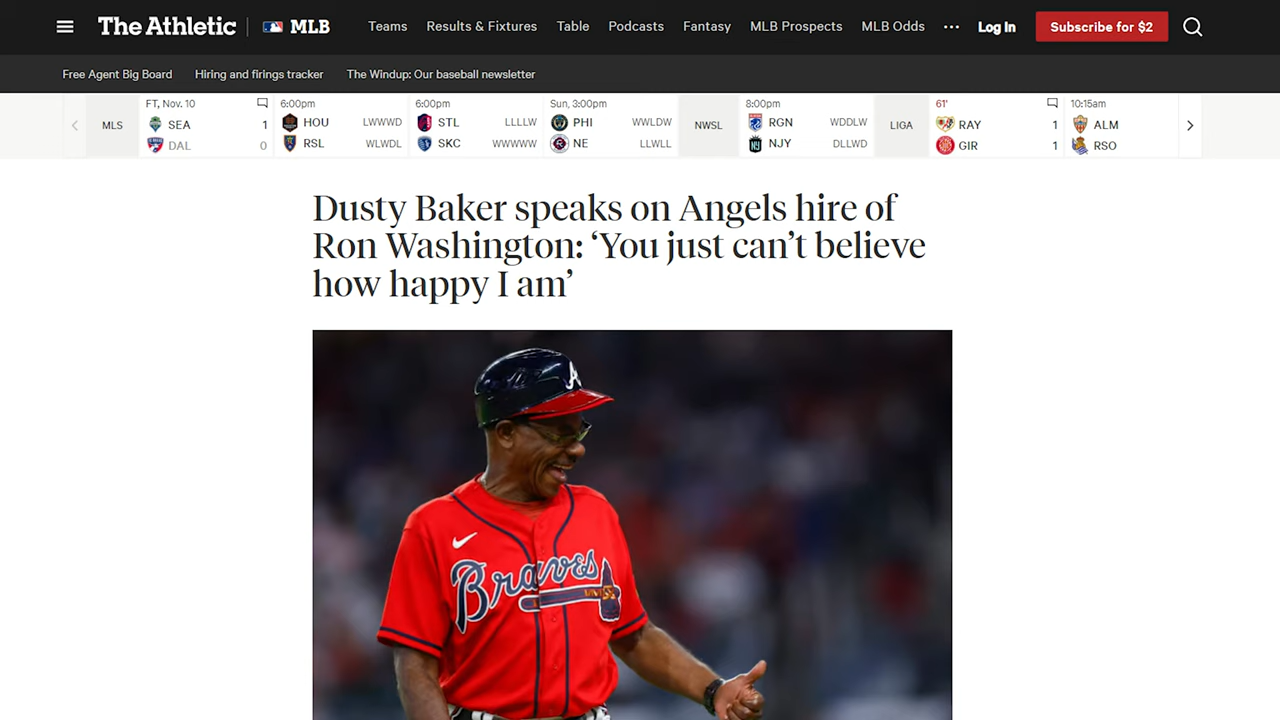 The Athletic
MLB
Teams
Results & Fixtures
Table
Podcasts
Fantasy
MLB Prospects
MLB Odds
Log In
Subscribe for $2
Free Agent Big Board
Hiring and firings tracker
The Windup: Our baseball newsletter
MLS
FT, Nov. 10
SEA 1
DAL 0
6:00pm
HOU LWWWD
RSL WLWDL
6:00pm
STL LLLLW
SKC WWWWW
Sun, 3:00pm
PHI WWLDW
NE LLWLL
NWSL
8:00pm
RGN WDDLW
NJY DLLWD
LIGA
61'
RAY 1
GIR 1
10:15am
ALM
RSO
Dusty Baker speaks on Angels hire of
Ron Washington: ‘You just can’t believe
how happy I am’
A
Braves